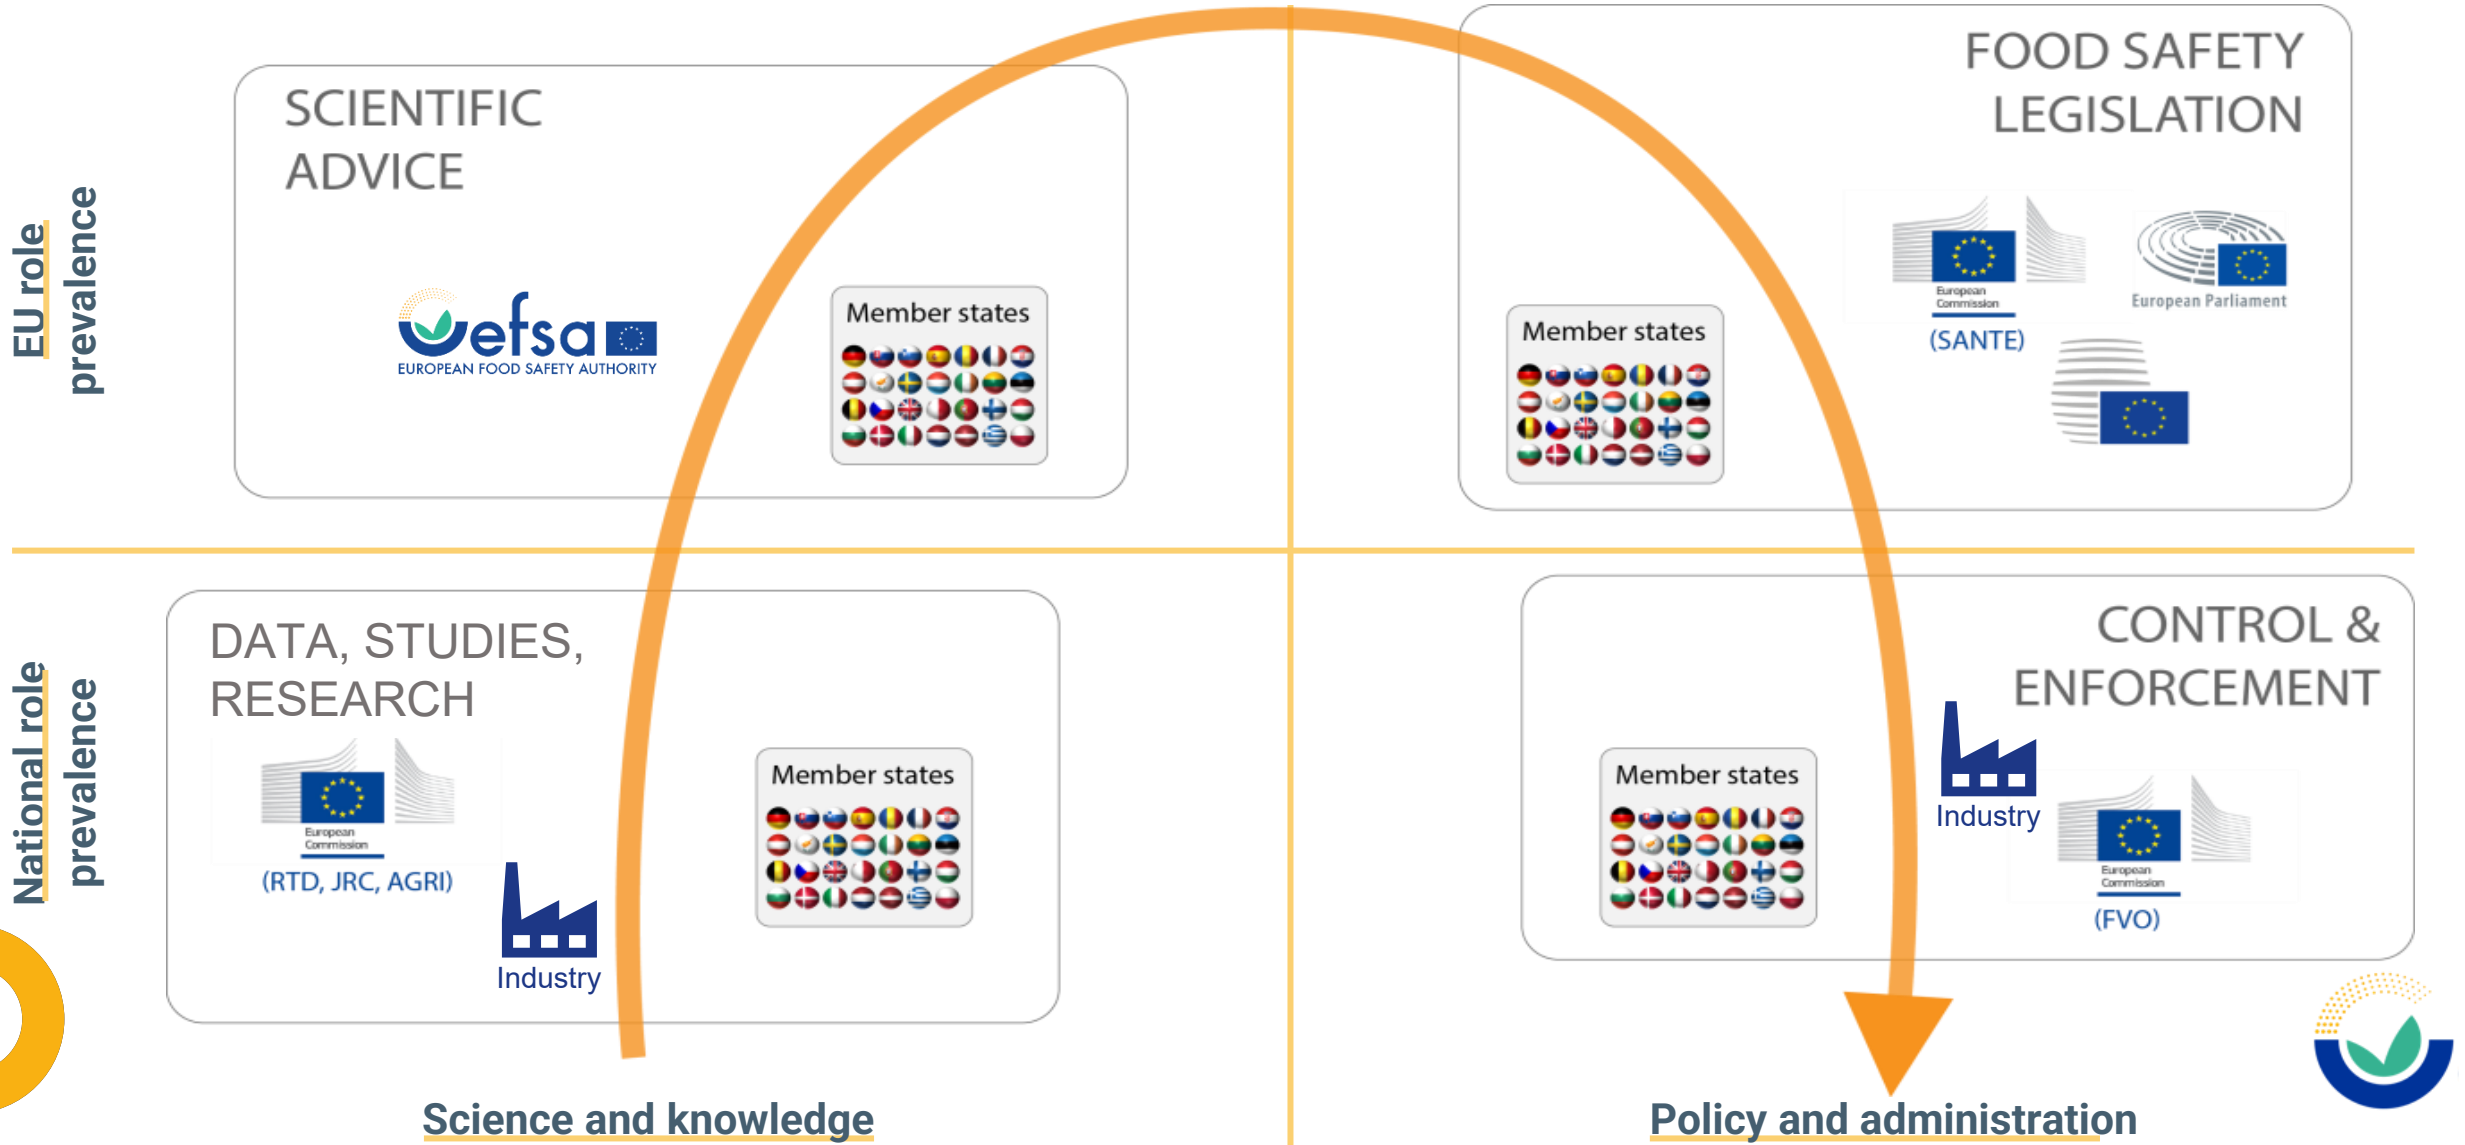 EU role
prevalence
SCIENTIFIC
ADVICE
efsa
EUROPEAN FOOD SAFETY AUTHORITY
Member states
FOOD SAFETY
LEGISLATION
European
Commission
(SANTE)
European Parliament
Member states
National role
prevalence
DATA, STUDIES,
RESEARCH
European
Commission
(RTD, JRC, AGRI)
Industry
Member states
CONTROL &
ENFORCEMENT
Member states
Industry
European
Commission
(FVO)
Science and knowledge
Policy and administration